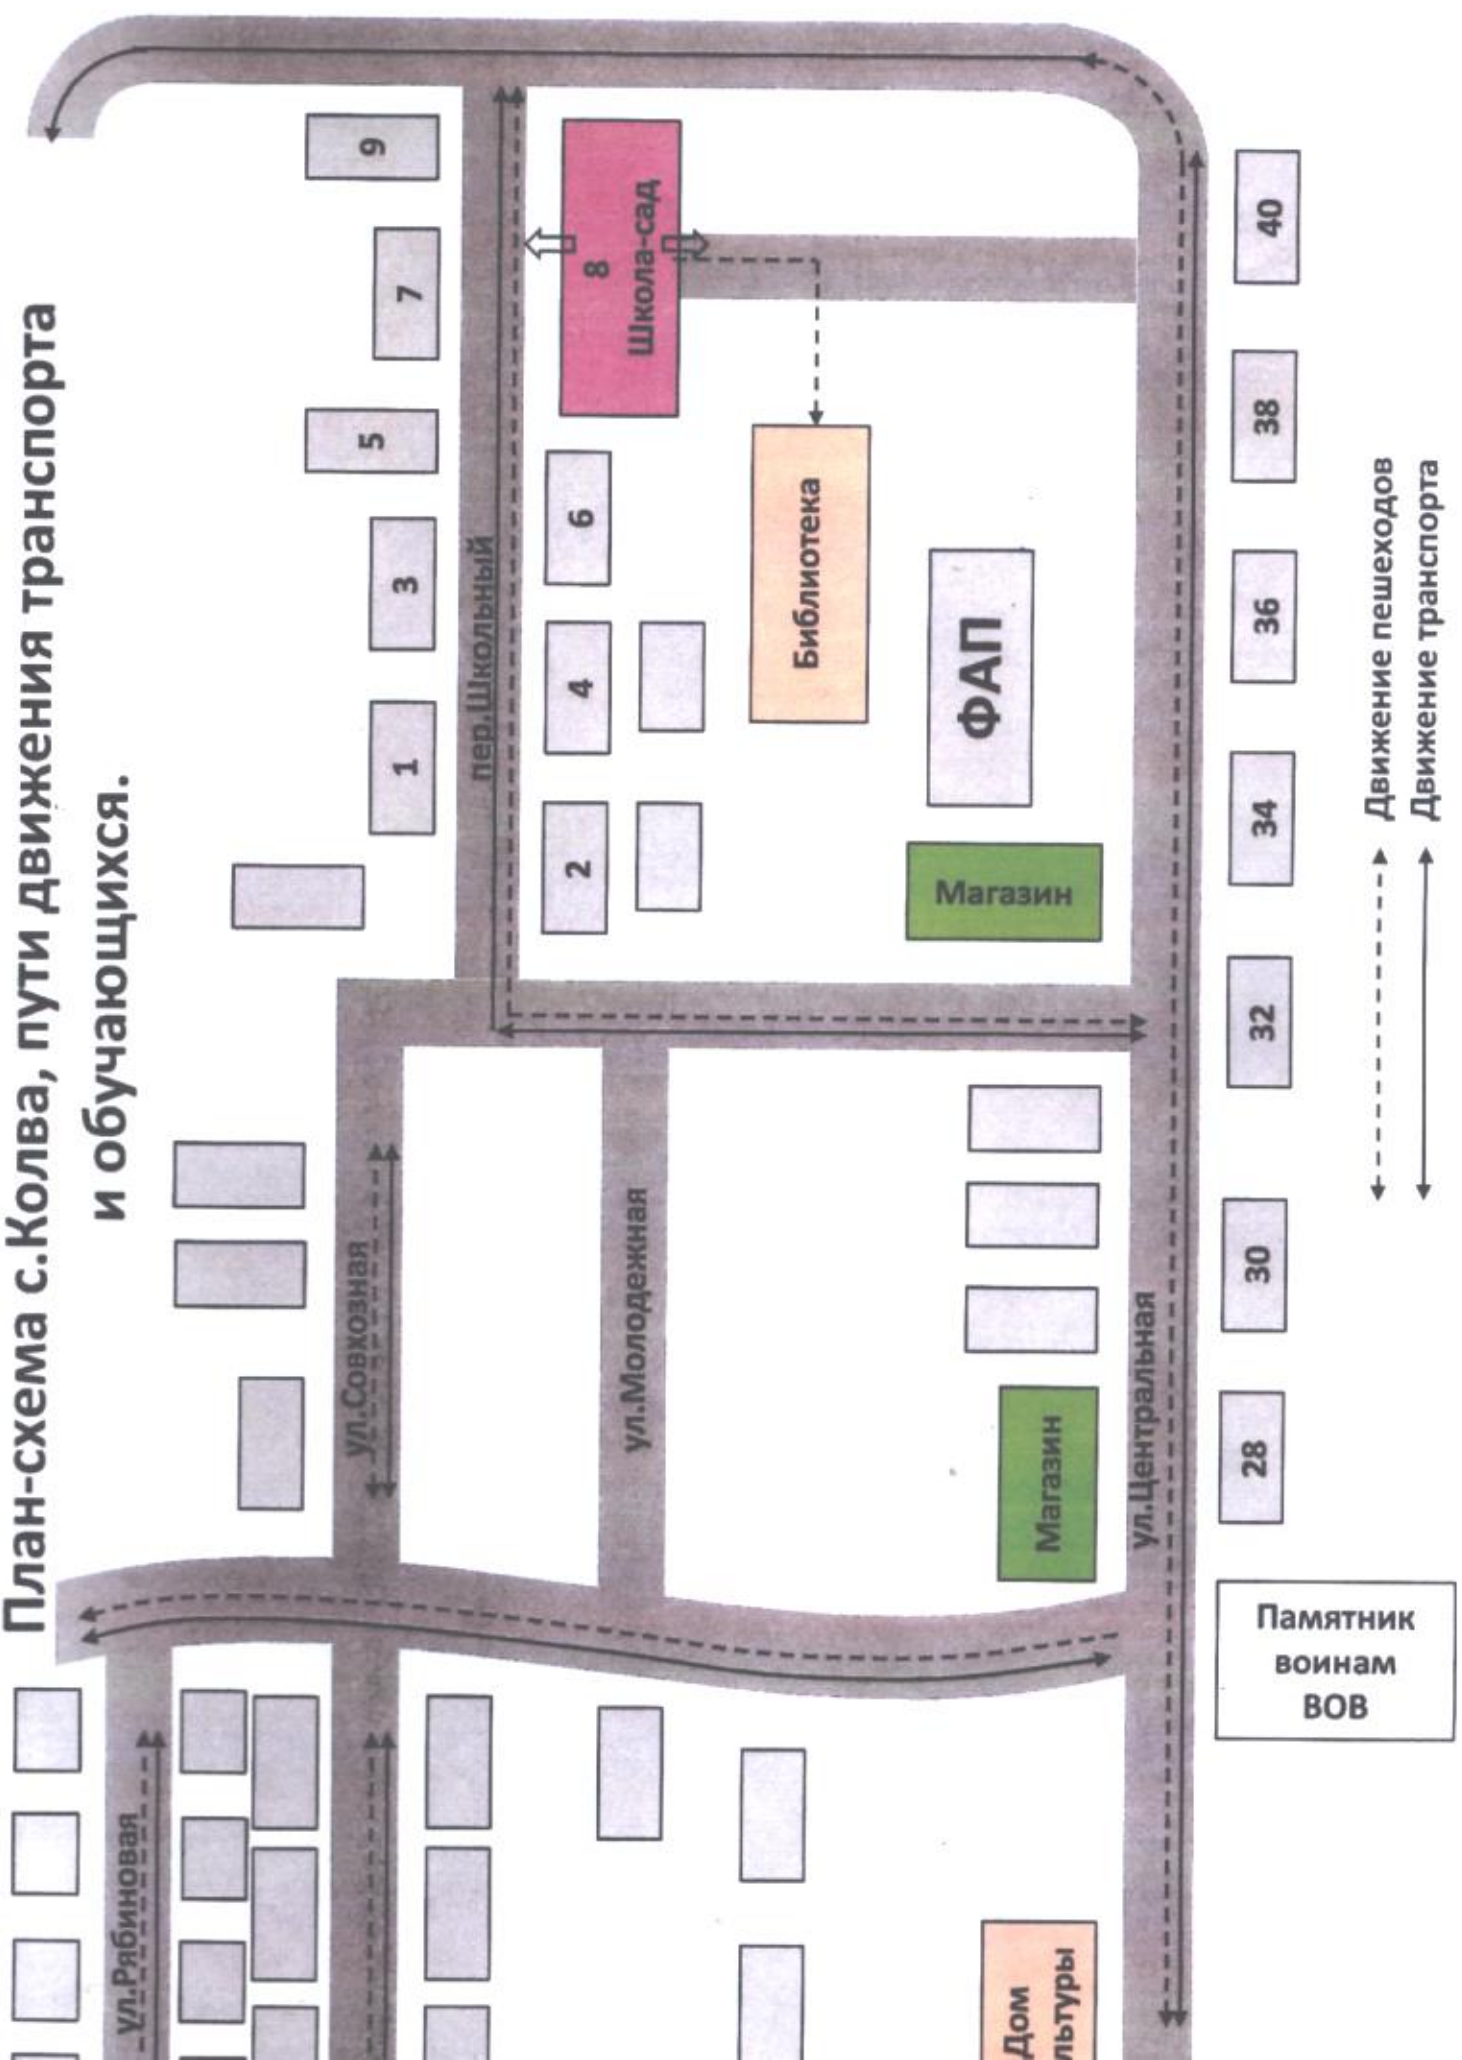 План-схема с.Колва, пути движения транспорта
и обучающихся.
9
7
5
3
1
пер.Школьный
8
Школа-сад
6
4
2
Библиотека
ФАП
Магазин
40
38
36
34
32
30
28
ул.Совхозная
ул.Молодежная
Магазин
ул.Центральная
Памятник
воинам
ВОВ
ул.Рябиновая
Дом
льтуры
Движение пешеходов
Движение транспорта